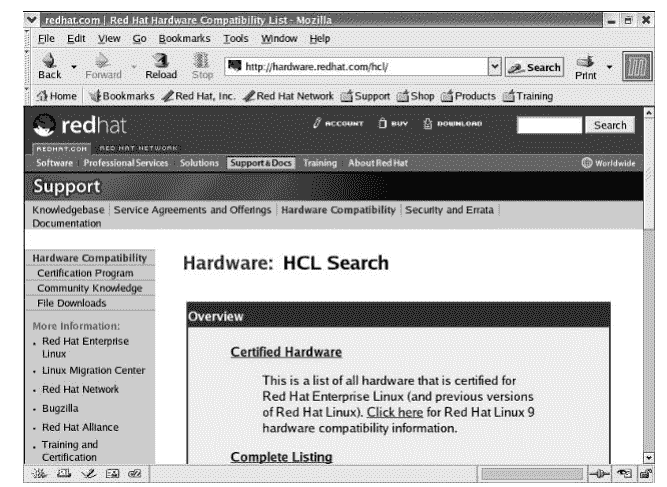 redhat.com | Red Hat Hardware Compatibility List - Mozilla
File Edit View Go Bookmarks Tools Window Help
Back Forward Reload Stop http://hardware.redhat.com/hcl/ Search Print
Home Bookmarks Red Hat, Inc. Red Hat Network Support Shop Products Training
redhat ACCOUNT BUY DOWNLOAD Search
REDHAT.COM RED HAT NETWORK
Software Professional Services Solutions Support & Docs Training About Red Hat Worldwide
Support
Knowledgebase | Service Agreements and Offerings | Hardware Compatibility | Security and Errata |
Documentation
Hardware Compatibility
Certification Program
Community Knowledge
File Downloads
More Information:
Red Hat Enterprise
Linux
Linux Migration Center
Red Hat Network
Bugzilla
Red Hat Alliance
Training and
Certification
Hardware: HCL Search
Overview
Certified Hardware
This is a list of all hardware that is certified for
Red Hat Enterprise Linux (and previous versions
of Red Hat Linux). Click here for Red Hat Linux 9
hardware compatibility information.
Complete Listing